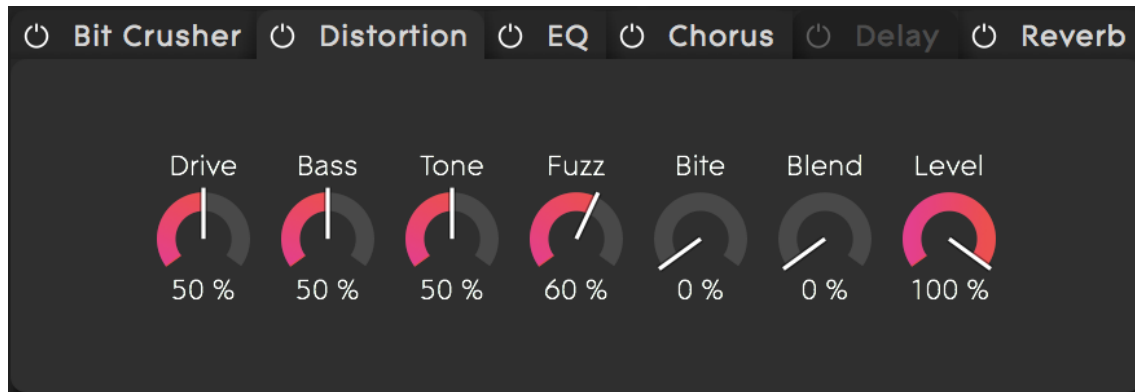 Bit Crusher Distortion EQ Chorus Delay Reverb
Drive Bass Tone Fuzz Bite Blend Level
50 % 50 % 50 % 60 % 0 % 0 % 100 %